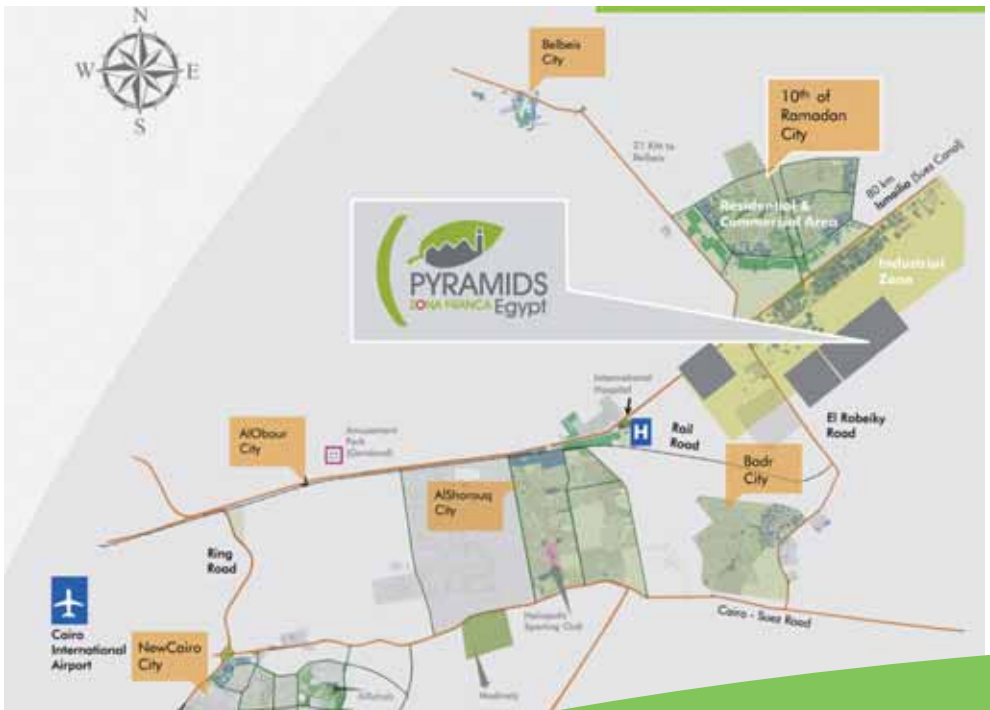 N
W
E
S
Belbeis
City
10th of
Ramadan
City
21 KM to
Belbeis
80 km
Ismailia (Suez Canal)
Residential &
Commercial Area
Industrial
Zone
PYRAMIDS
ZONA FRANCA Egypt
International
Hospital
H
Rail
Road
El Robeiky
Road
AlObour
City
Amusement
Park
AlShorouq
City
Badr
City
Ring
Road
Cairo
International
Airport
NewCairo
City
Heliopolis
Sporting Club
Cairo - Suez Road
AlRehab
Madinaty